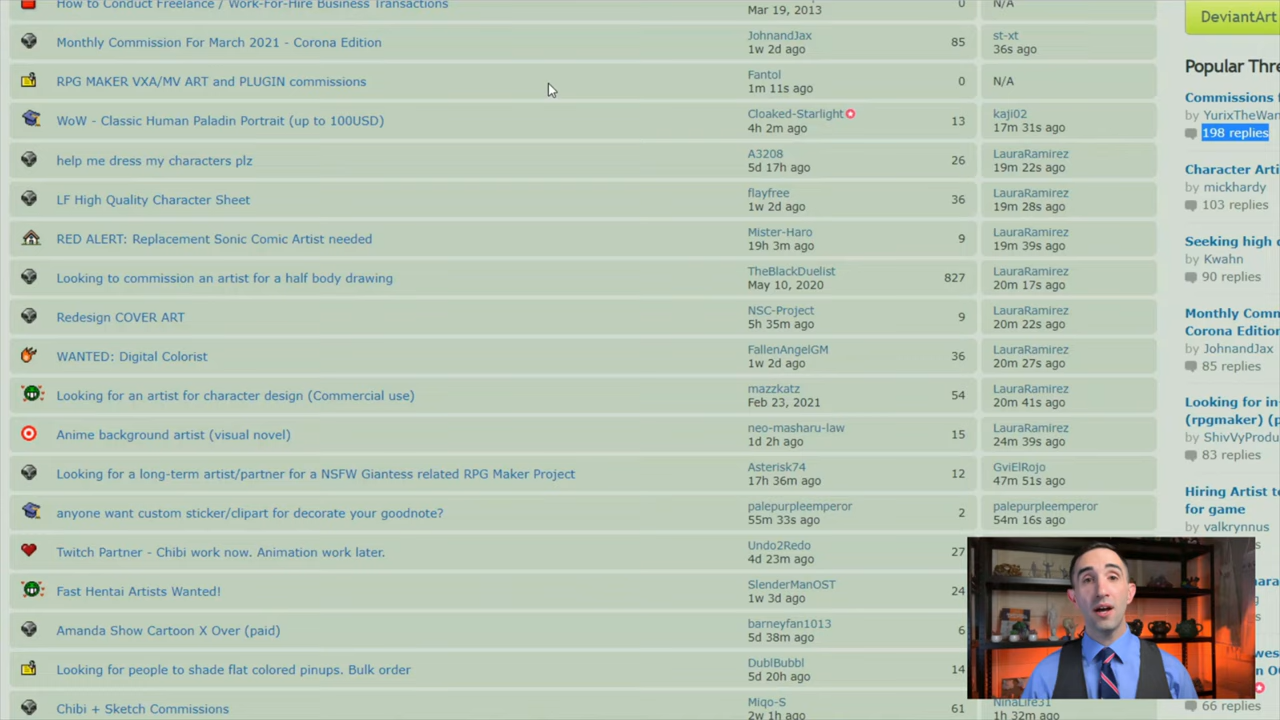 How to Conduct Freelance / Work-For-Hire Business Transactions
Mar 19, 2013
0
N/A
Monthly Commission For March 2021 - Corona Edition
JohnandJax
1w 2d ago
85
st-xt
36s ago
RPG MAKER VXA/MV ART and PLUGIN commissions
Fantol
1m 11s ago
0
N/A
WoW - Classic Human Paladin Portrait (up to 100USD)
Cloaked-Starlight
4h 2m ago
13
kaji02
17m 31s ago
help me dress my characters plz
A3208
5d 17h ago
26
LauraRamirez
19m 22s ago
LF High Quality Character Sheet
flayfree
1w 2d ago
36
LauraRamirez
19m 28s ago
RED ALERT: Replacement Sonic Comic Artist needed
Mister-Haro
19h 3m ago
9
LauraRamirez
19m 39s ago
Looking to commission an artist for a half body drawing
TheBlackDuelist
May 10, 2020
827
LauraRamirez
20m 17s ago
Redesign COVER ART
NSC-Project
5h 35m ago
9
LauraRamirez
20m 22s ago
WANTED: Digital Colorist
FallenAngelGM
1w 2d ago
36
LauraRamirez
20m 27s ago
Looking for an artist for character design (Commercial use)
mazzkatz
Feb 23, 2021
54
LauraRamirez
20m 41s ago
Anime background artist (visual novel)
neo-masharu-law
1d 2h ago
15
LauraRamirez
24m 39s ago
Looking for a long-term artist/partner for a NSFW Giantess related RPG Maker Project
Asterisk74
17h 36m ago
12
GviElRojo
47m 51s ago
anyone want custom sticker/clipart for decorate your goodnote?
palepurpleemperor
55m 33s ago
2
palepurpleemperor
54m 16s ago
Twitch Partner - Chibi work now. Animation work later.
Undo2Redo
4d 23m ago
27
Fast Hentai Artists Wanted!
SlenderManOST
1w 3d ago
24
Amanda Show Cartoon X Over (paid)
barneyfan1013
5d 38m ago
6
Looking for people to shade flat colored pinups. Bulk order
DublBubbl
5d 20h ago
14
Chibi + Sketch Commissions
Miqo-S
2w 1h ago
61
NinaLife31
1h 32m ago
DeviantArt
Popular Thre
Commissions
by YurixTheWan
198 replies
Character Arti
by mickhardy
103 replies
Seeking high
by Kwahn
90 replies
Monthly Comm
Corona Edition
by JohnandJax
85 replies
Looking for in
(rpgmaker) (p
by ShivVyProdu
83 replies
Hiring Artist to
for game
by valkrynnus
66 replies